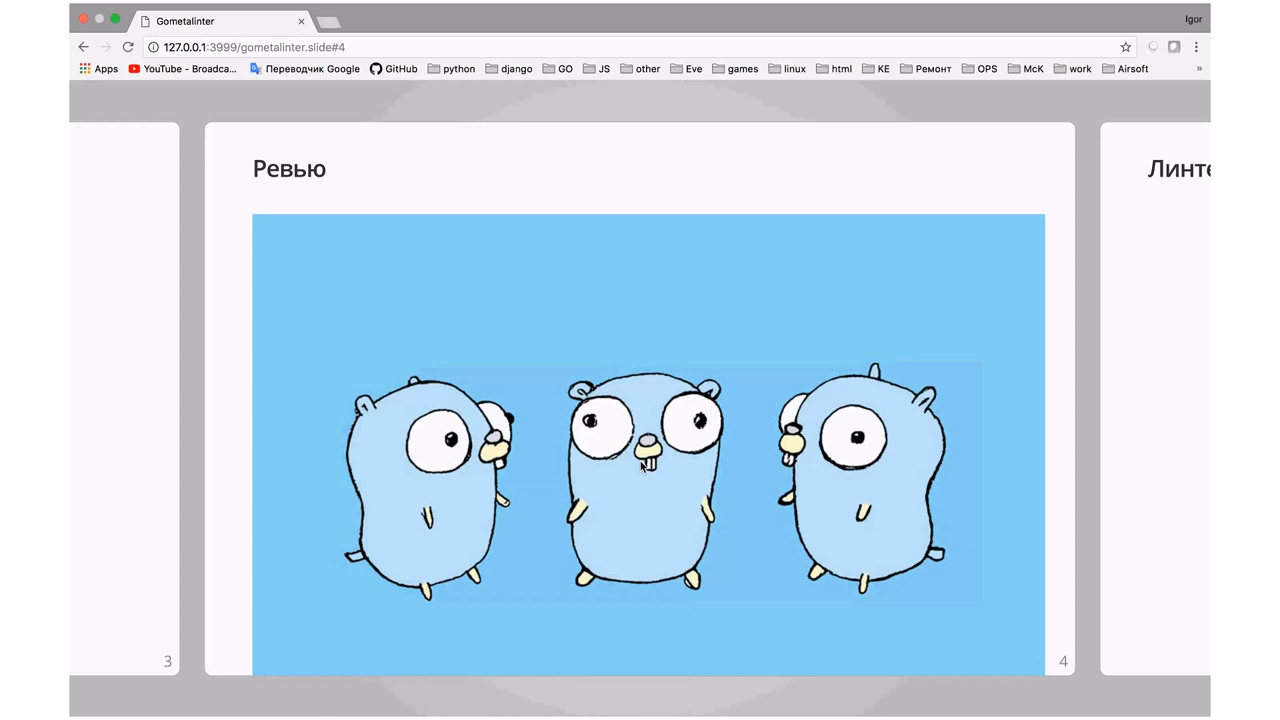 Gometalinter
Igor
127.0.0.1:3999/gometalinter.slide#4
Apps YouTube - Broadca... Переводчик Google GitHub python django GO JS other Eve games linux html KE Ремонт OPS McK work Airsoft »
Ревью
Линте
3
4